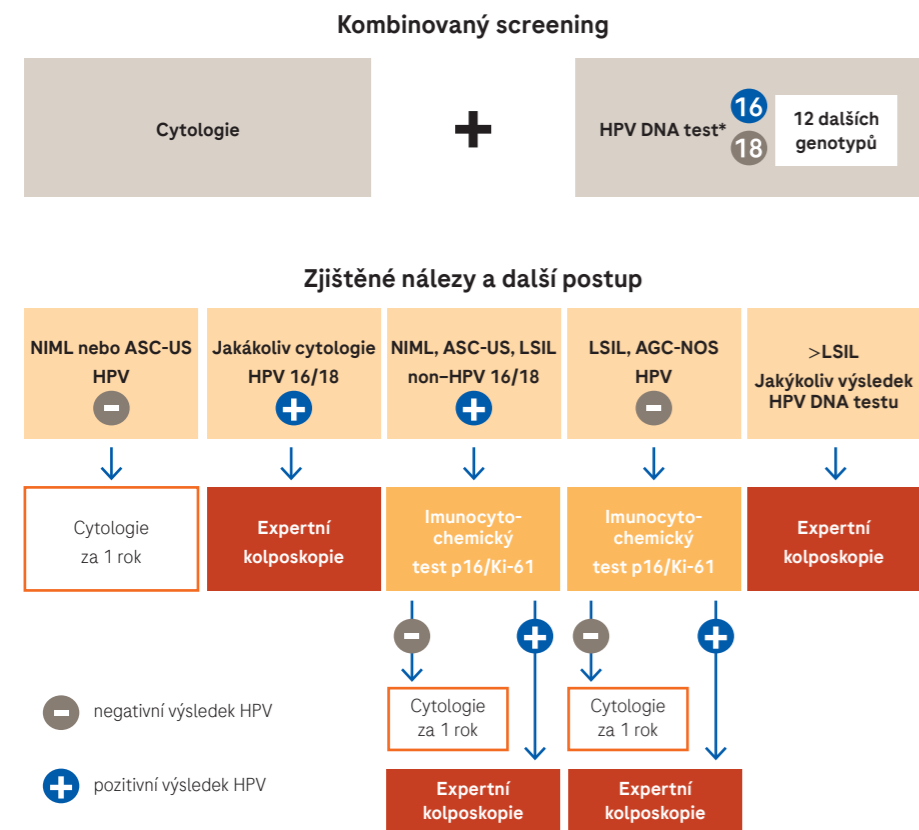 Kombinovaný screening
Cytologie
+
HPV DNA test*
16
18
12 dalších
genotypů
Zjištěné nálezy a další postup
NIML nebo ASC-US
HPV
-
Jakákoliv cytologie
HPV 16/18
+
NIML, ASC-US, LSIL
non–HPV 16/18
+
LSIL, AGC-NOS
HPV
-
>LSIL
Jakýkoliv výsledek
HPV DNA testu
Cytologie
za 1 rok
Expertní
kolposkopie
Imunocyto-
chemický
test p16/Ki-61
Imunocyto-
chemický
test p16/Ki-61
Expertní
kolposkopie
-
+
-
+
Cytologie
za 1 rok
Cytologie
za 1 rok
Expertní
kolposkopie
Expertní
kolposkopie
- negativní výsledek HPV
+ pozitivní výsledek HPV